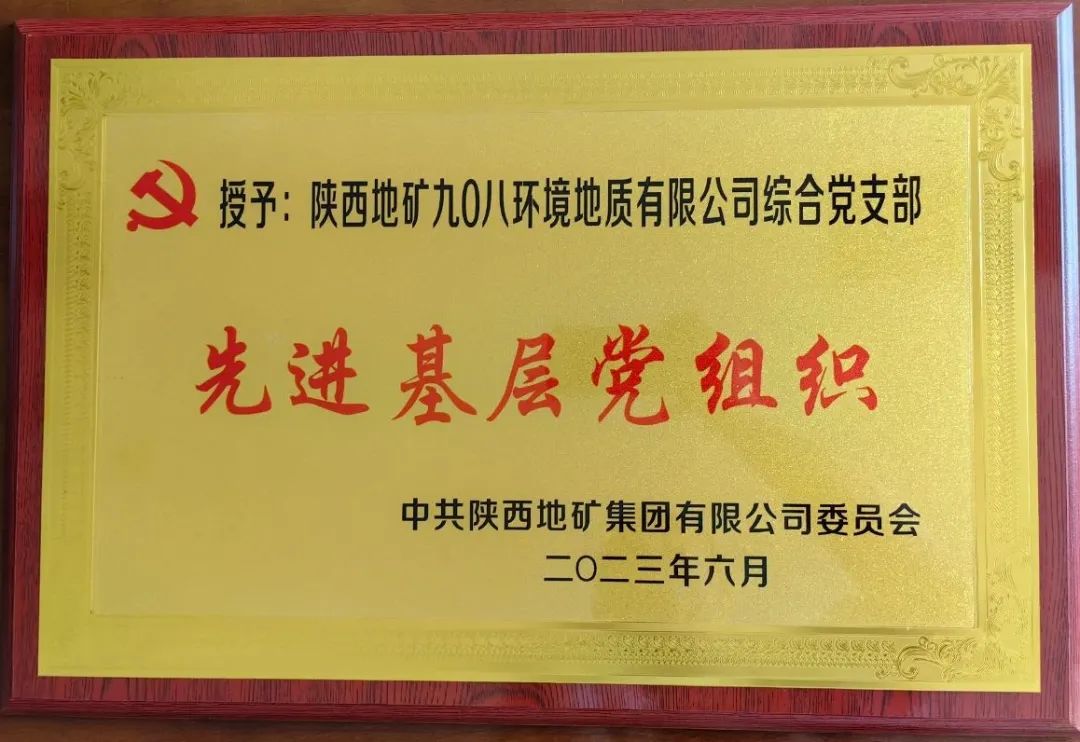 授予：陕西地矿九〇八环境地质有限公司综合党支部
先进基层党组织
中共陕西地矿集团有限公司委员会
二〇二三年六月